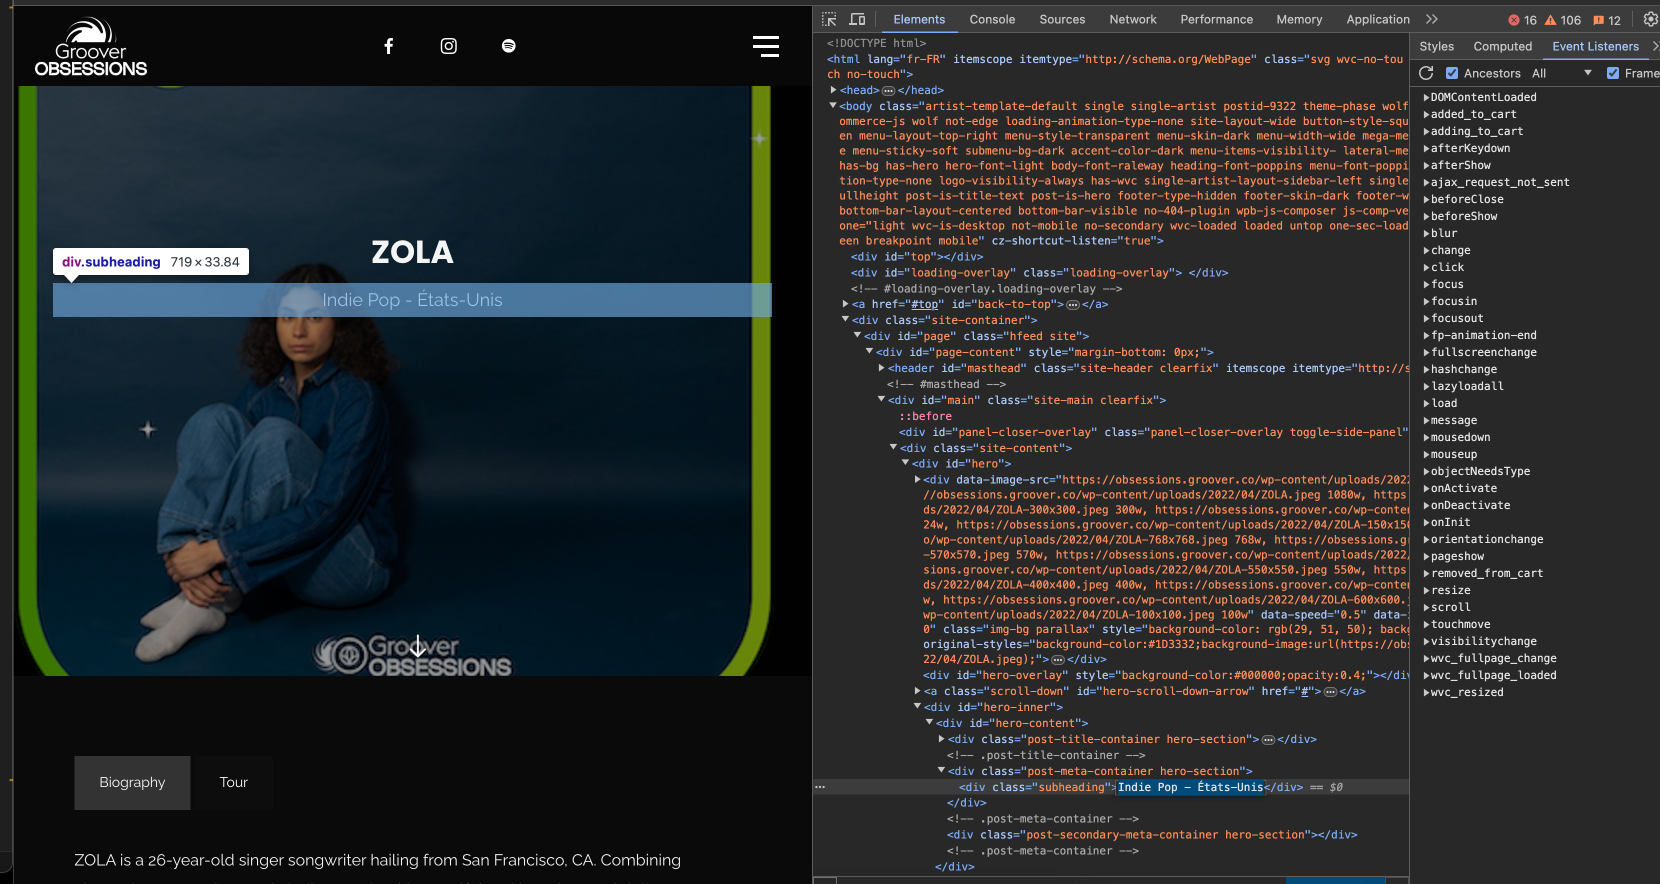 Groover
OBSESSIONS
ZOLA
div.subheading 719 × 33.84
Indie Pop - États-Unis
Groover
OBSESSIONS
Biography
Tour
ZOLA is a 26-year-old singer songwriter hailing from San Francisco, CA. Combining
Elements Console Sources Network Performance Memory Application 16 106 12
<!DOCTYPE html>
<html lang="fr-FR" itemscope itemtype="http://schema.org/WebPage" class="svg wvc-no-tou
ch no-touch">
<head> </head>
<body class="artist-template-default single single-artist postid-9322 theme-phase wolf
ommerce-js wolf not-edge loading-animation-type-none site-layout-wide button-style-squ
en menu-layout-top-right menu-style-transparent menu-skin-dark menu-width-wide mega-me
e menu-sticky-soft submenu-bg-dark accent-color-dark menu-items-visibility- lateral-me
has-bg has-hero hero-font-light body-font-raleway heading-font-poppins menu-font-poppi
tion-type-none logo-visibility-always has-wvc single-artist-layout-sidebar-left single
ullheight post-is-title-text post-is-hero footer-type-hidden footer-skin-dark footer-w
bottom-bar-layout-centered bottom-bar-visible no-404-plugin wpb-js-composer js-comp-ve
one="light wvc-is-desktop not-mobile no-secondary wvc-loaded loaded untop one-sec-load
een breakpoint mobile" cz-shortcut-listen="true">
<div id="top"></div>
<div id="loading-overlay" class="loading-overlay"> </div>
<!-- #loading-overlay.loading-overlay -->
<a href="#top" id="back-to-top"> </a>
<div class="site-container">
<div id="page" class="hfeed site">
<div id="page-content" style="margin-bottom: 0px;">
<header id="masthead" class="site-header clearfix" itemscope itemtype="http://s
<!-- #masthead -->
<div id="main" class="site-main clearfix">
::before
<div id="panel-closer-overlay" class="panel-closer-overlay toggle-side-panel"
<div class="site-content">
<div id="hero">
<div data-image-src="https://obsessions.groover.co/wp-content/uploads/202
//obsessions.groover.co/wp-content/uploads/2022/04/ZOLA.jpeg 1080w, https
ds/2022/04/ZOLA-300x300.jpeg 300w, https://obsessions.groover.co/wp-conte
24w, https://obsessions.groover.co/wp-content/uploads/2022/04/ZOLA-150x150
o/wp-content/uploads/2022/04/ZOLA-768x768.jpeg 768w, https://obsessions.g
-570x570.jpeg 570w, https://obsessions.groover.co/wp-content/uploads/2022/
sions.groover.co/wp-content/uploads/2022/04/ZOLA-550x550.jpeg 550w, https
ds/2022/04/ZOLA-400x400.jpeg 400w, https://obsessions.groover.co/wp-conte
w, https://obsessions.groover.co/wp-content/uploads/2022/04/ZOLA-600x600.j
wp-content/uploads/2022/04/ZOLA-100x100.jpeg 100w" data-speed="0.5" data-
0" class="img-bg parallax" style="background-color: rgb(29, 51, 50); backg
original-styles="background-color:#1D3332;background-image:url(https://obs
22/04/ZOLA.jpeg);"> </div>
<div id="hero-overlay" style="background-color:#000000;opacity:0.4;"></div
<a class="scroll-down" id="hero-scroll-down-arrow" href="#"> </a>
<div id="hero-inner">
<div id="hero-content">
<div class="post-title-container hero-section"> </div>
<!-- .post-title-container -->
<div class="post-meta-container hero-section">
<div class="subheading">Indie Pop - États-Unis</div> == $0
</div>
<!-- .post-meta-container -->
<div class="post-secondary-meta-container hero-section"></div>
<!-- .post-meta-container -->
</div>
Styles Computed Event Listeners
Ancestors All Frame
DOMContentLoaded
added_to_cart
adding_to_cart
afterKeydown
afterShow
ajax_request_not_sent
beforeClose
beforeShow
blur
change
click
focus
focusin
focusout
fp-animation-end
fullscreenchange
hashchange
lazyloadall
load
message
mousedown
mouseup
objectNeedsType
onActivate
onDeactivate
onInit
orientationchange
pageshow
removed_from_cart
resize
scroll
touchmove
visibilitychange
wvc_fullpage_change
wvc_fullpage_loaded
wvc_resized